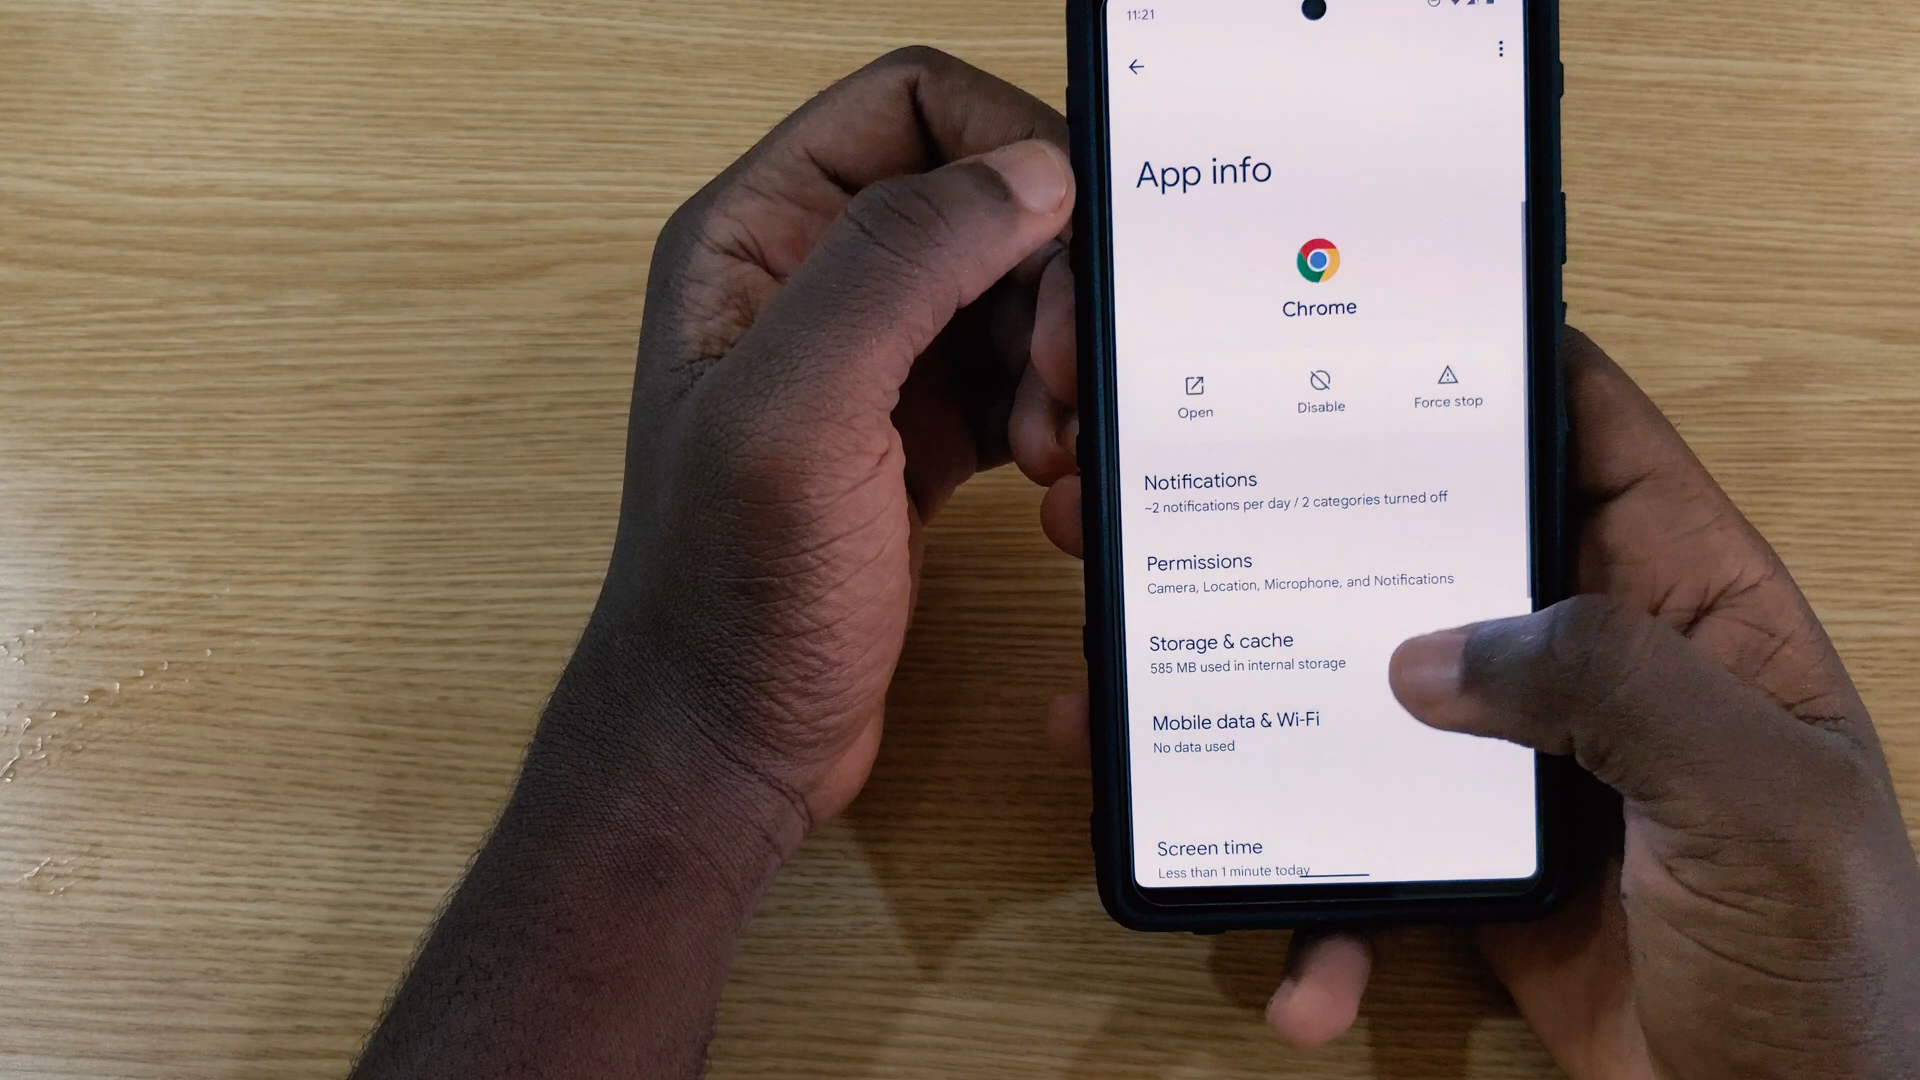 11:21
App info
Chrome
Open
Disable
Force stop
Notifications
~2 notifications per day / 2 categories turned off
Permissions
Camera, Location, Microphone, and Notifications
Storage & cache
585 MB used in internal storage
Mobile data & Wi-Fi
No data used
Screen time
Less than 1 minute today